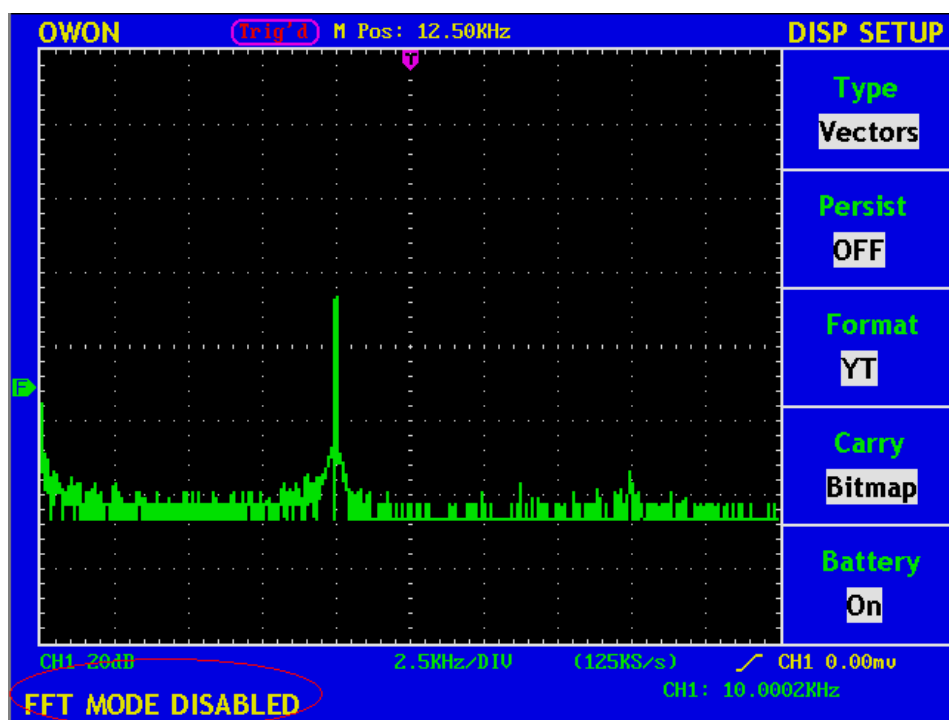 OWON Trig'd M Pos: 12.50KHz DISP SETUP
T
Type
Vectors
Persist
OFF
Format
YT
F
Carry
Bitmap
Battery
On
CH1 20dB 2.5KHz/DIV (125KS/s) CH1 0.00mv
FFT MODE DISABLED CH1: 10.0002KHz